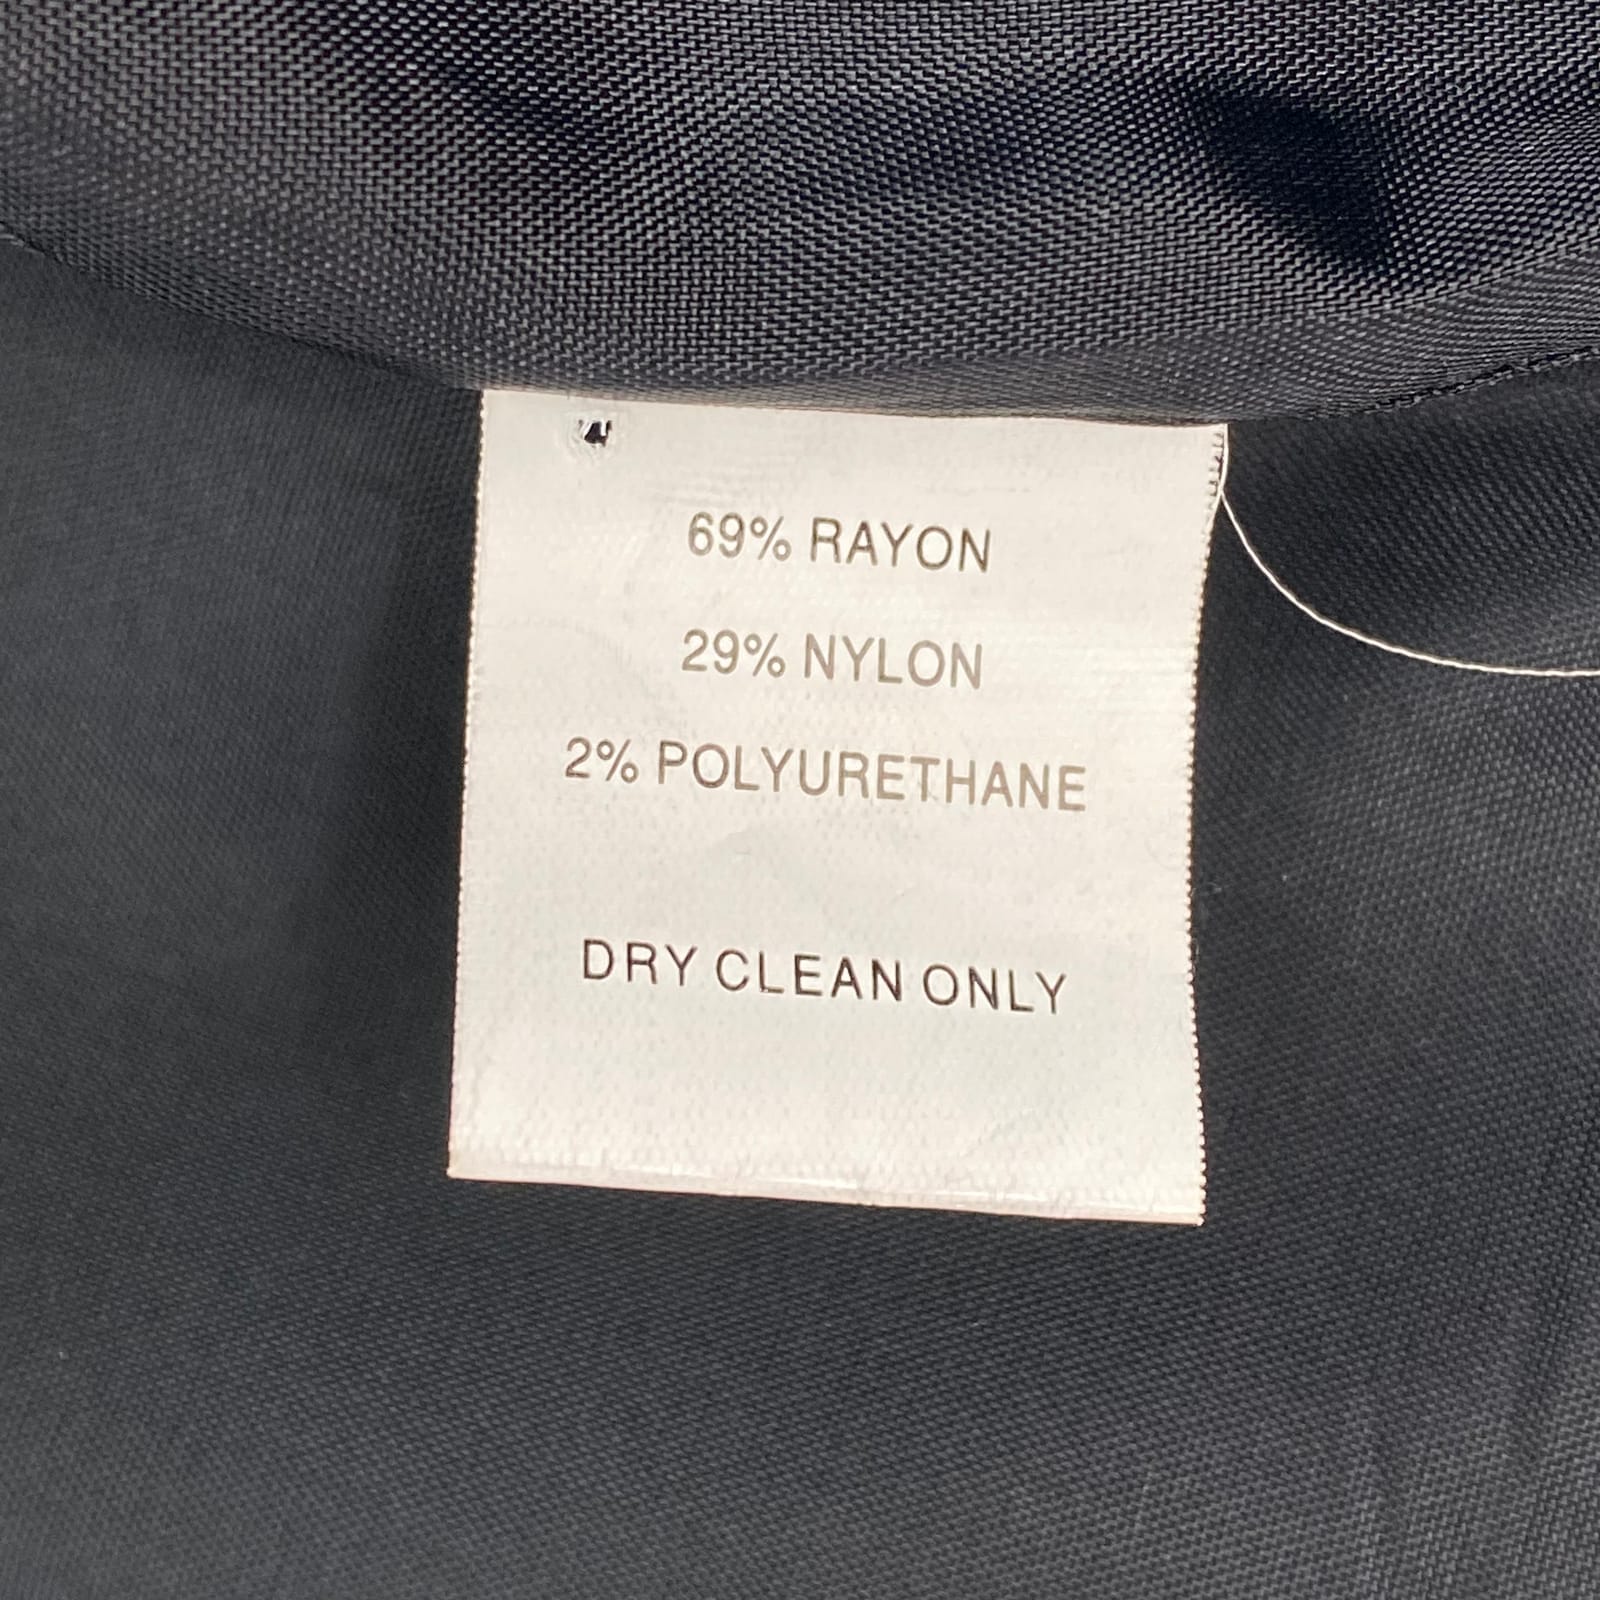 69% RAYON
29% NYLON
2% POLYURETHANE
DRY CLEAN ONLY